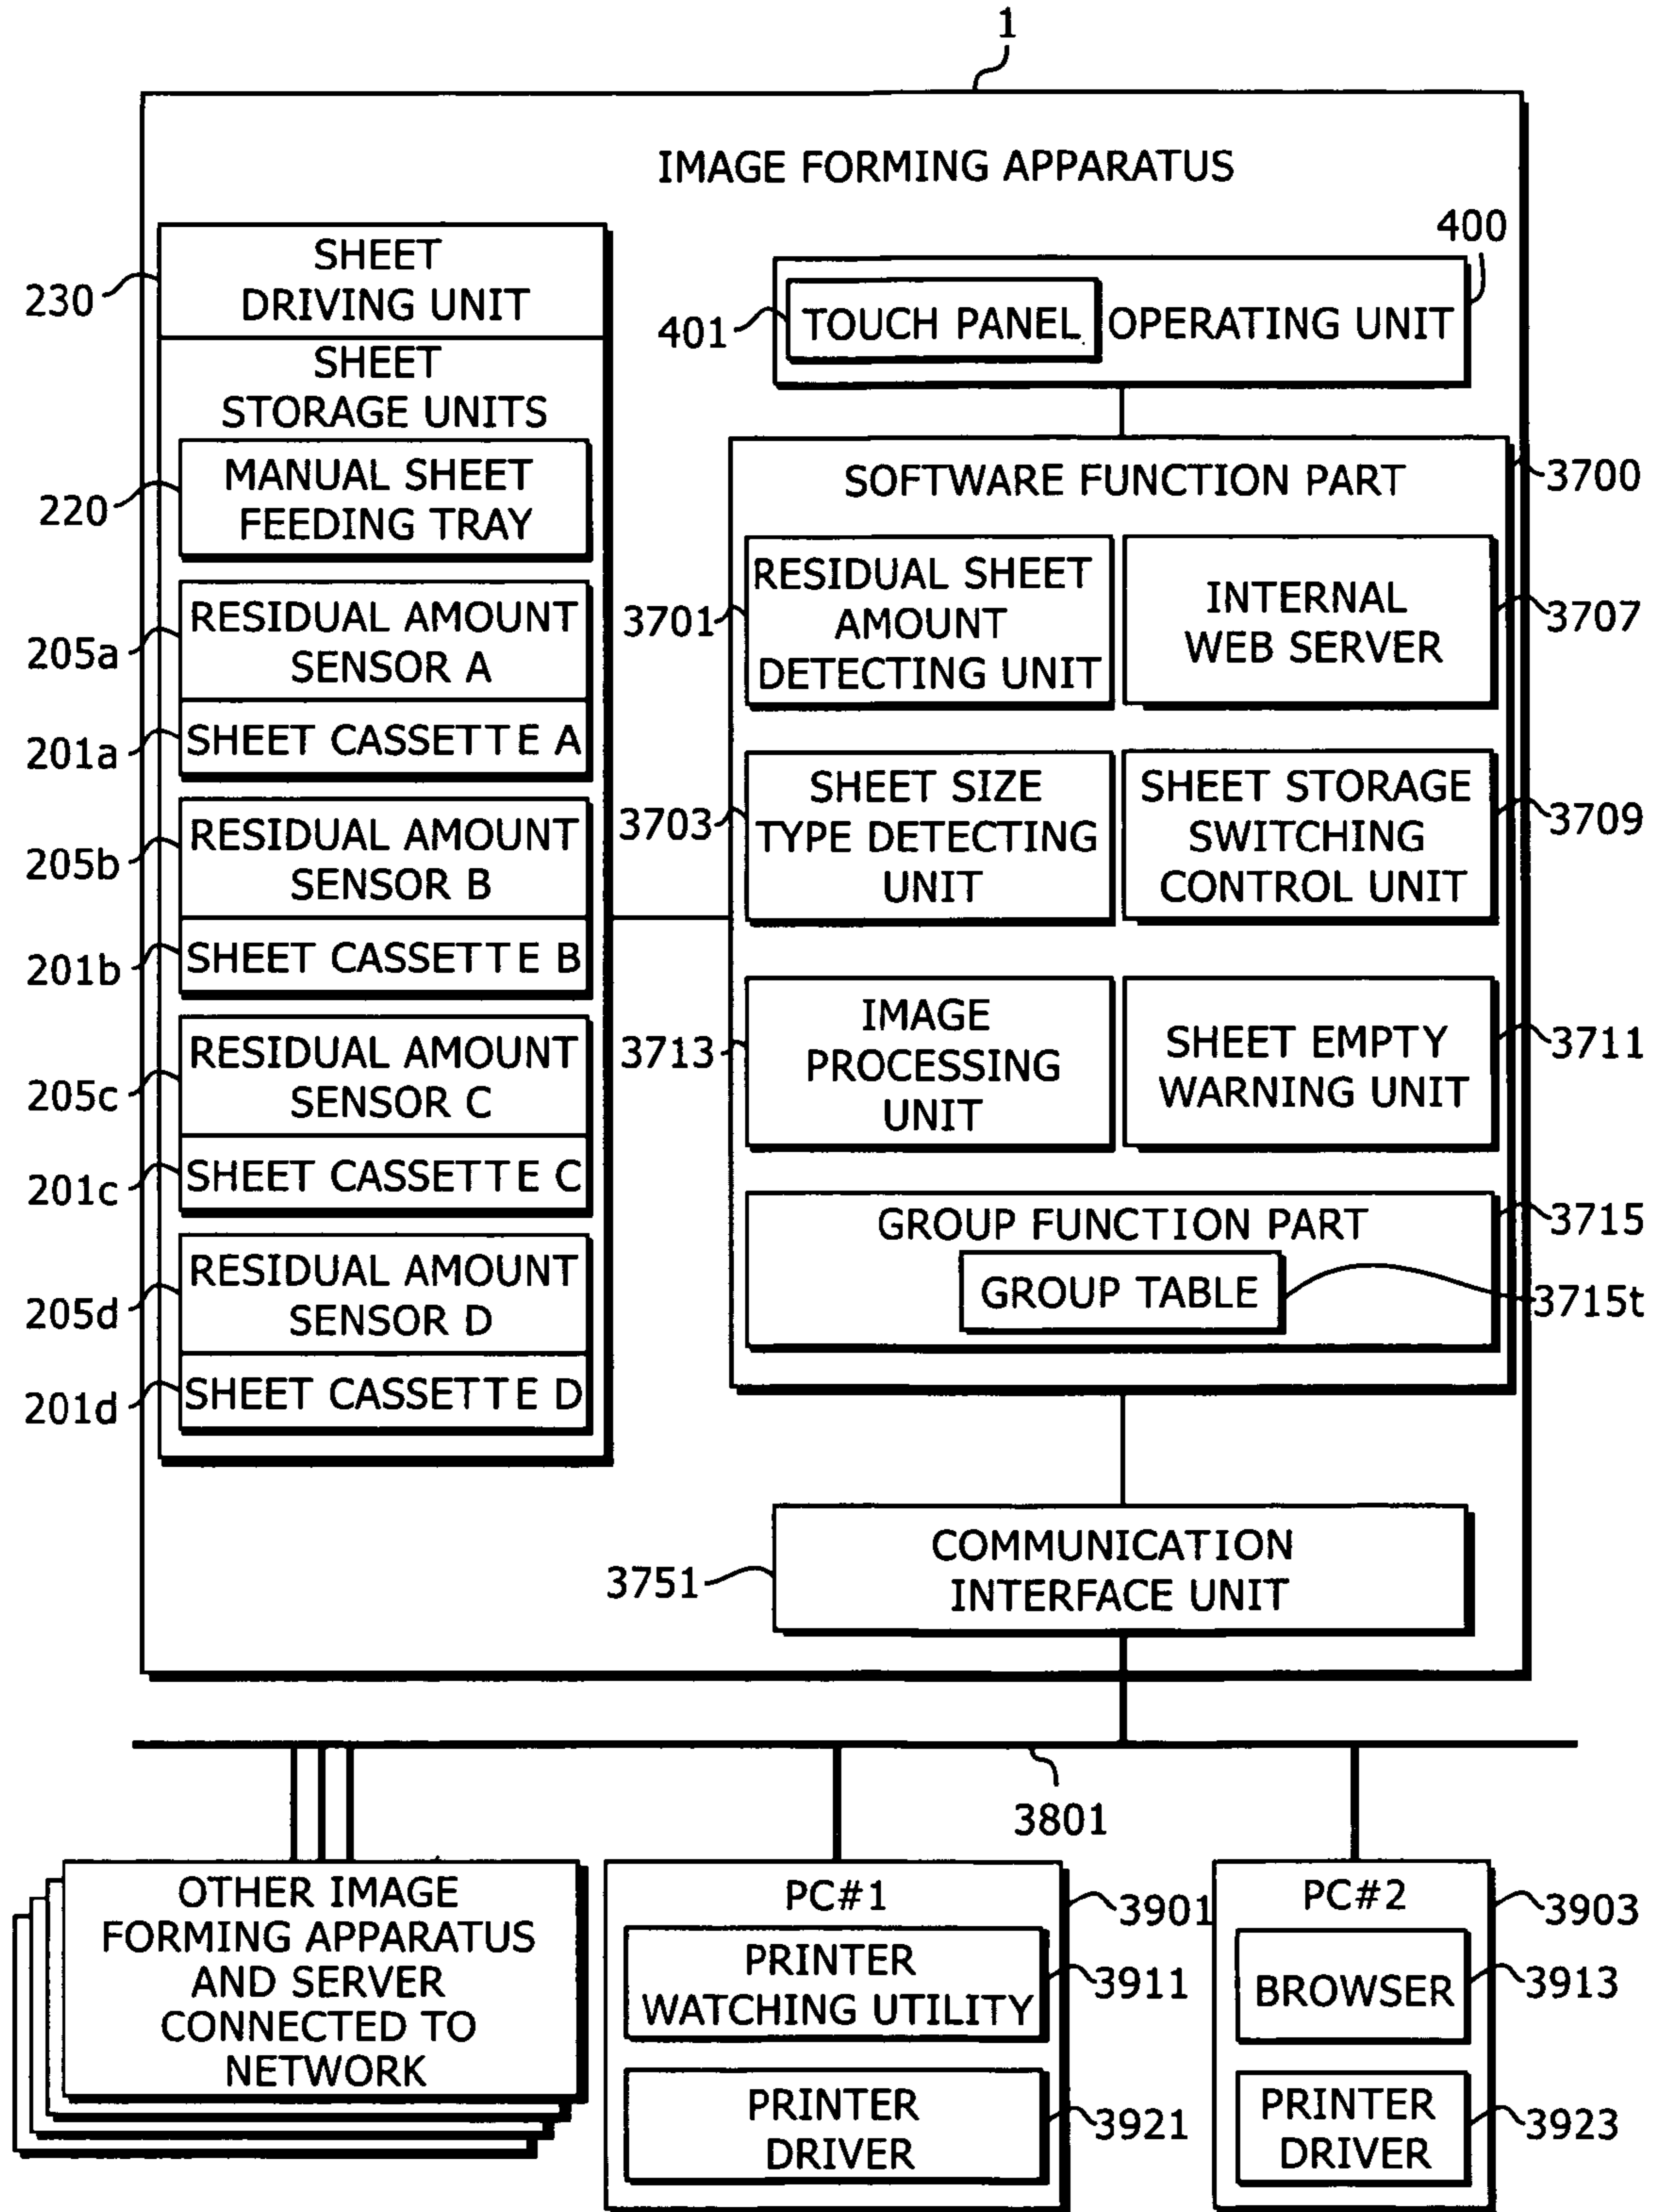 1
IMAGE FORMING APPARATUS
230
SHEET
DRIVING UNIT
SHEET
STORAGE UNITS
220
MANUAL SHEET
FEEDING TRAY
205a
RESIDUAL AMOUNT
SENSOR A
201a
SHEET CASSETTE A
205b
RESIDUAL AMOUNT
SENSOR B
201b
SHEET CASSETTE B
205c
RESIDUAL AMOUNT
SENSOR C
201c
SHEET CASSETTE C
205d
RESIDUAL AMOUNT
SENSOR D
201d
SHEET CASSETTE D
400
401
TOUCH PANEL
OPERATING UNIT
SOFTWARE FUNCTION PART
3700
3701
RESIDUAL SHEET
AMOUNT
DETECTING UNIT
INTERNAL
WEB SERVER
3707
3703
SHEET SIZE
TYPE DETECTING
UNIT
SHEET STORAGE
SWITCHING
CONTROL UNIT
3709
3713
IMAGE
PROCESSING
UNIT
SHEET EMPTY
WARNING UNIT
3711
GROUP FUNCTION PART
3715
GROUP TABLE
3715t
3751
COMMUNICATION
INTERFACE UNIT
3801
OTHER IMAGE
FORMING APPARATUS
AND SERVER
CONNECTED TO
NETWORK
PC#1
3901
PRINTER
WATCHING UTILITY
3911
PRINTER
DRIVER
3921
PC#2
3903
BROWSER
3913
PRINTER
DRIVER
3923